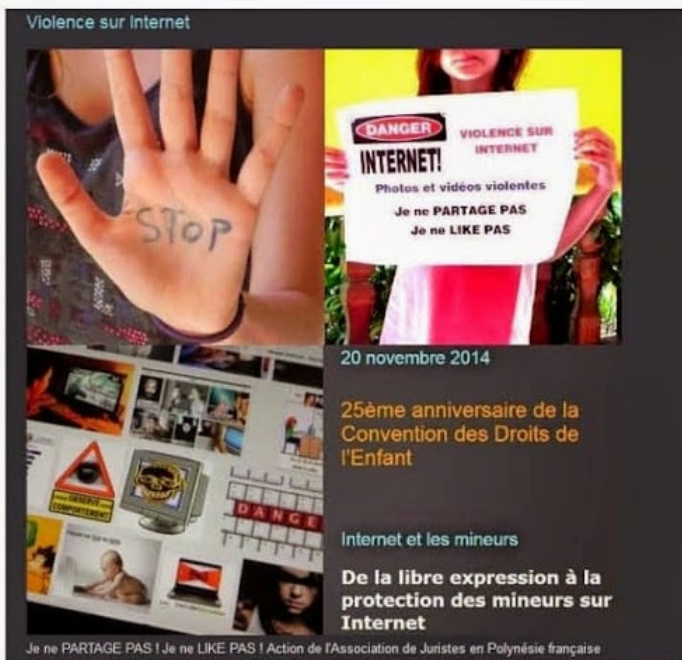 Violence sur Internet
STOP
DANGER
INTERNET!
VIOLENCE SUR
INTERNET
Photos et vidéos violentes
Je ne PARTAGE PAS
Je ne LIKE PAS
20 novembre 2014
25ème anniversaire de la
Convention des Droits de
l'Enfant
OBSERVE
COMPORTEMENT
DANGE
Internet et les mineurs
De la libre expression à la
protection des mineurs sur
Internet
Je ne PARTAGE PAS ! Je ne LIKE PAS ! Action de l'Association de Juristes en Polynésie française